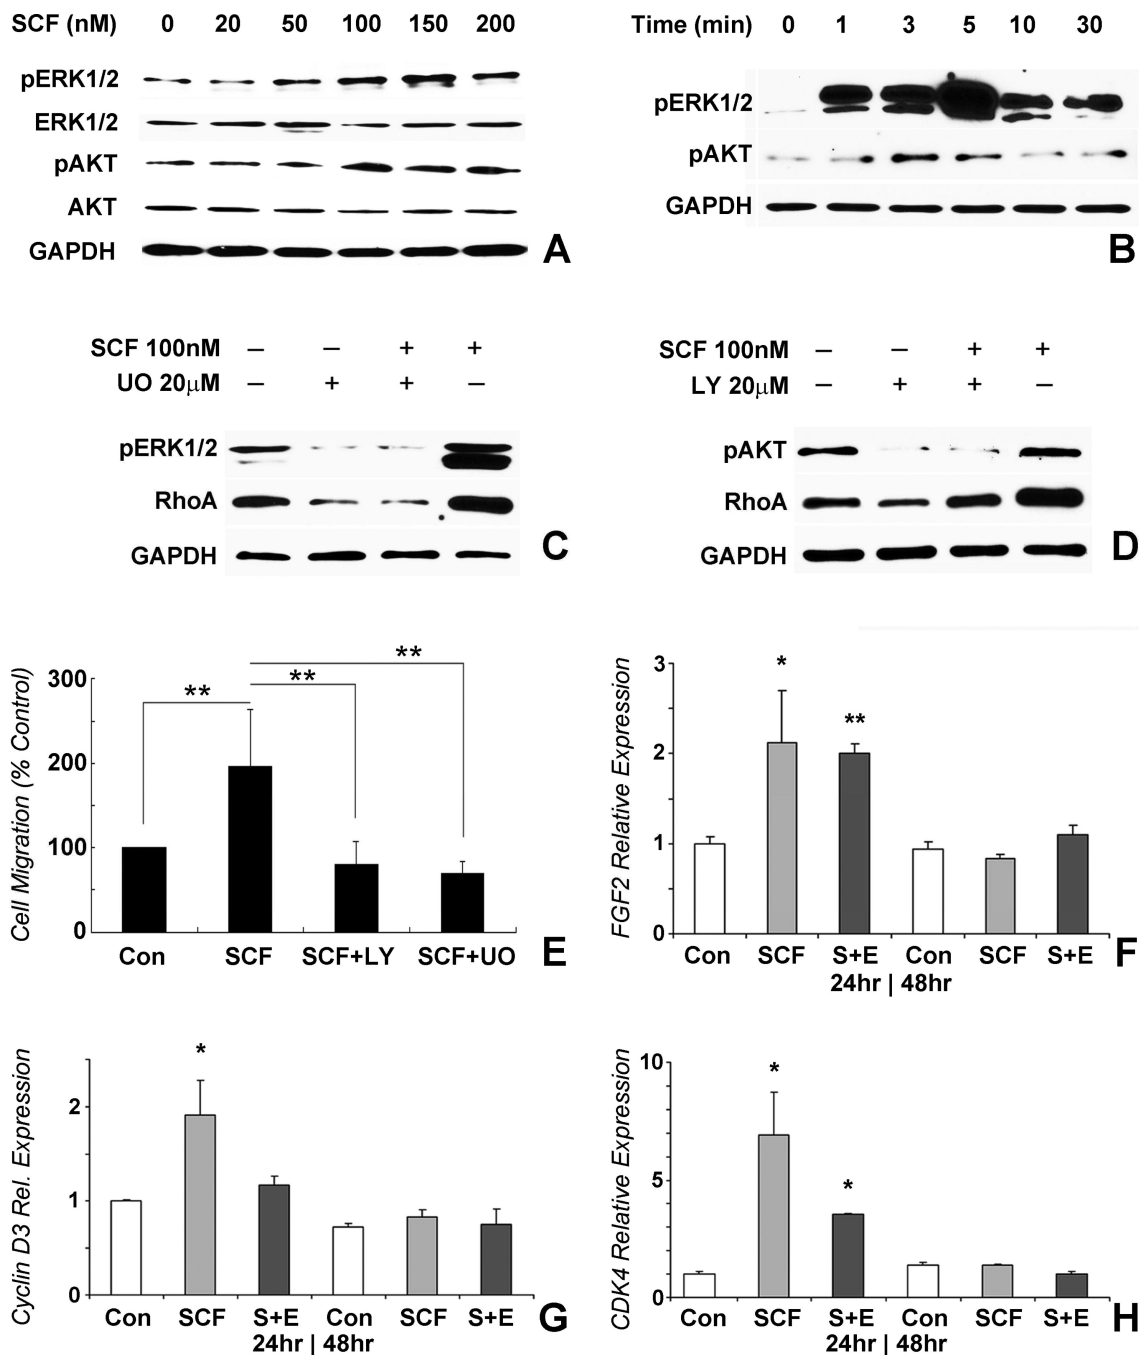 SCF (nM) 0 20 50 100 150 200
pERK1/2
ERK1/2
pAKT
AKT
GAPDH
A
Time (min) 0 1 3 5 10 30
pERK1/2
pAKT
GAPDH
B
SCF 100nM – – + +
UO 20μM – + + –
pERK1/2
RhoA
GAPDH
C
SCF 100nM – – + +
LY 20μM – + + –
pAKT
RhoA
GAPDH
D
Cell Migration (% Control)
300
200
100
0
** ** **
Con SCF SCF+LY SCF+UO
E
FGF2 Relative Expression
3
2
1
0
* **
Con SCF S+E Con SCF S+E
24hr | 48hr
F
Cyclin D3 Rel. Expression
2
1
0
*
Con SCF S+E Con SCF S+E
24hr | 48hr
G
CDK4 Relative Expression
10
5
0
* *
Con SCF S+E Con SCF S+E
24hr | 48hr
H